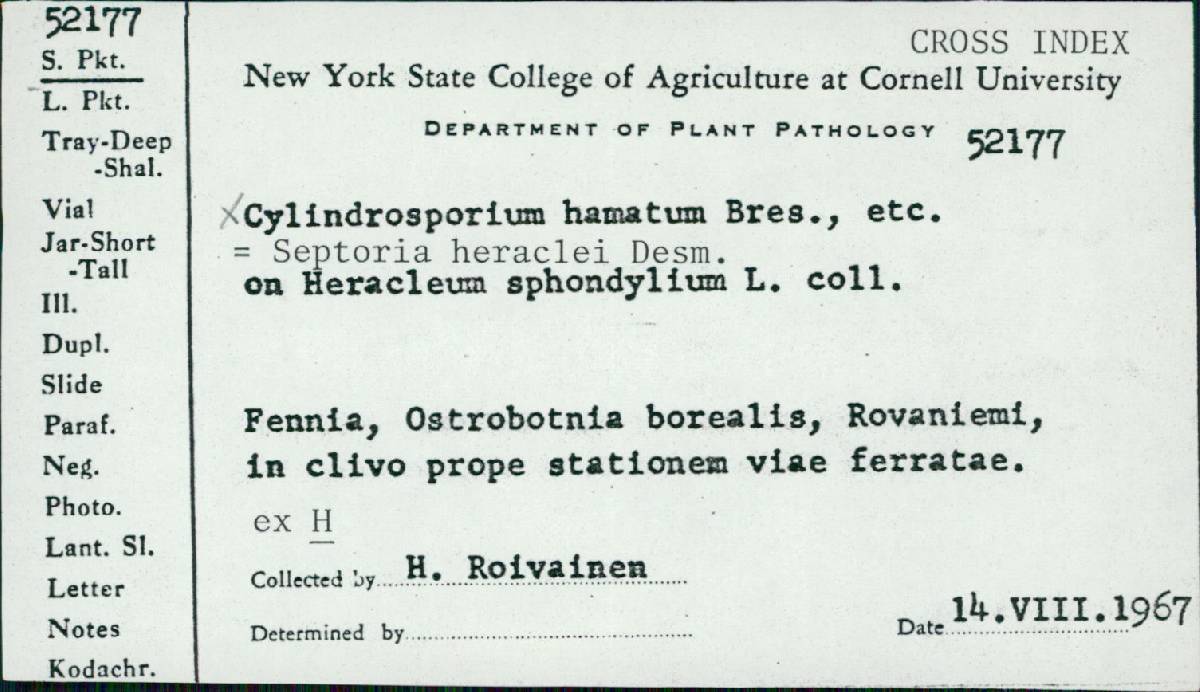 52177
S. Pkt.
L. Pkt.
Tray-Deep
-Shal.
Vial
Jar-Short
-Tall
Ill.
Dupl.
Slide
Paraf.
Neg.
Photo.
Lant. Sl.
Letter
Notes
Kodachr.
CROSS INDEX
New York State College of Agriculture at Cornell University
DEPARTMENT OF PLANT PATHOLOGY 52177
XCylindrosporium hamatum Bres., etc.
= Septoria heraclei Desm.
on Heracleum sphondylium L. coll.
Fennia, Ostrobotnia borealis, Rovaniemi,
in clivo prope stationem viae ferratae.
ex H
Collected by H. Roivainen
Determined by
Date 14.VIII.1967